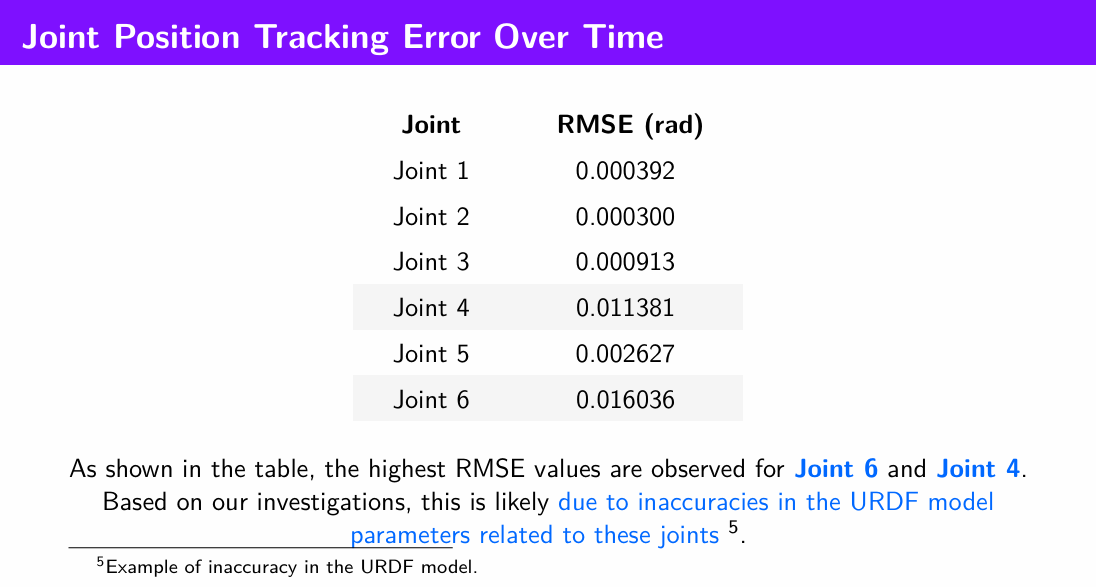 Joint Position Tracking Error Over Time
Joint RMSE (rad)
Joint 1 0.000392
Joint 2 0.000300
Joint 3 0.000913
Joint 4 0.011381
Joint 5 0.002627
Joint 6 0.016036
As shown in the table, the highest RMSE values are observed for Joint 6 and Joint 4.
Based on our investigations, this is likely due to inaccuracies in the URDF model
parameters related to these joints 5.
5Example of inaccuracy in the URDF model.